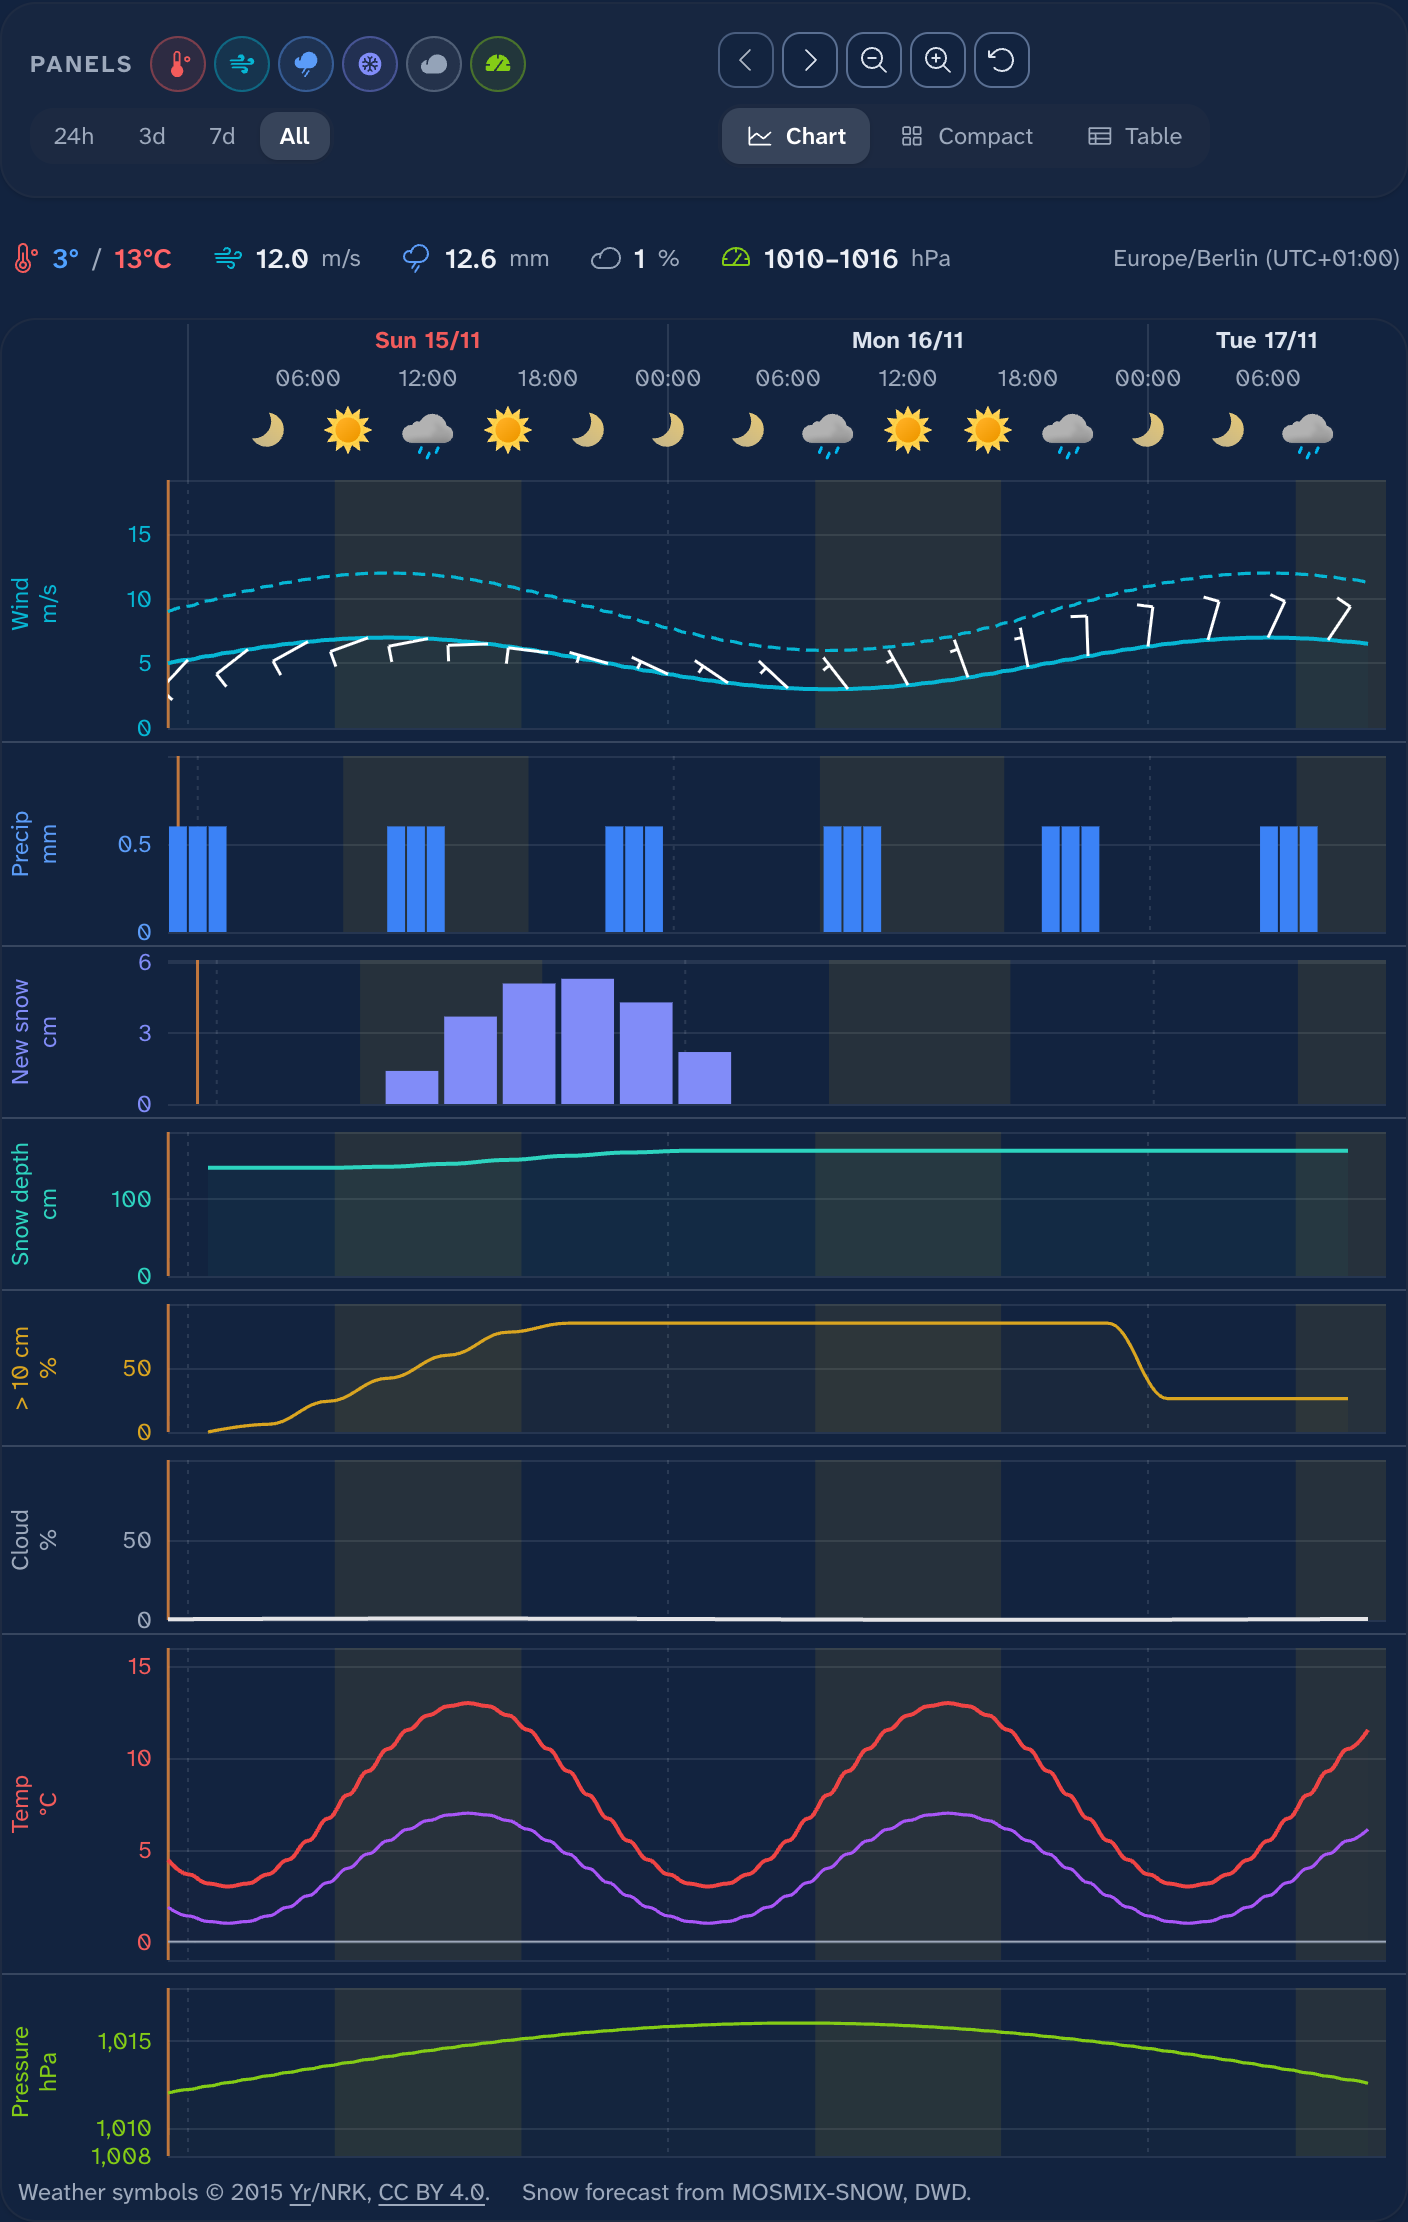 PANELS
24h 3d 7d All
Chart Compact Table
3° / 13°C 12.0 m/s 12.6 mm 1 % 1010–1016 hPa Europe/Berlin (UTC+01:00)
Sun 15/11 Mon 16/11 Tue 17/11
06:00 12:00 18:00 00:00 06:00 12:00 18:00 00:00 06:00
Wind
m/s
15
10
5
0
Precip
mm
0.5
0
New snow
cm
6
3
0
Snow depth
cm
100
0
> 10 cm
%
50
0
Cloud
%
50
0
Temp
°C
15
10
5
0
Pressure
hPa
1,015
1,010
1,008
Weather symbols © 2015 Yr/NRK, CC BY 4.0. Snow forecast from MOSMIX-SNOW, DWD.